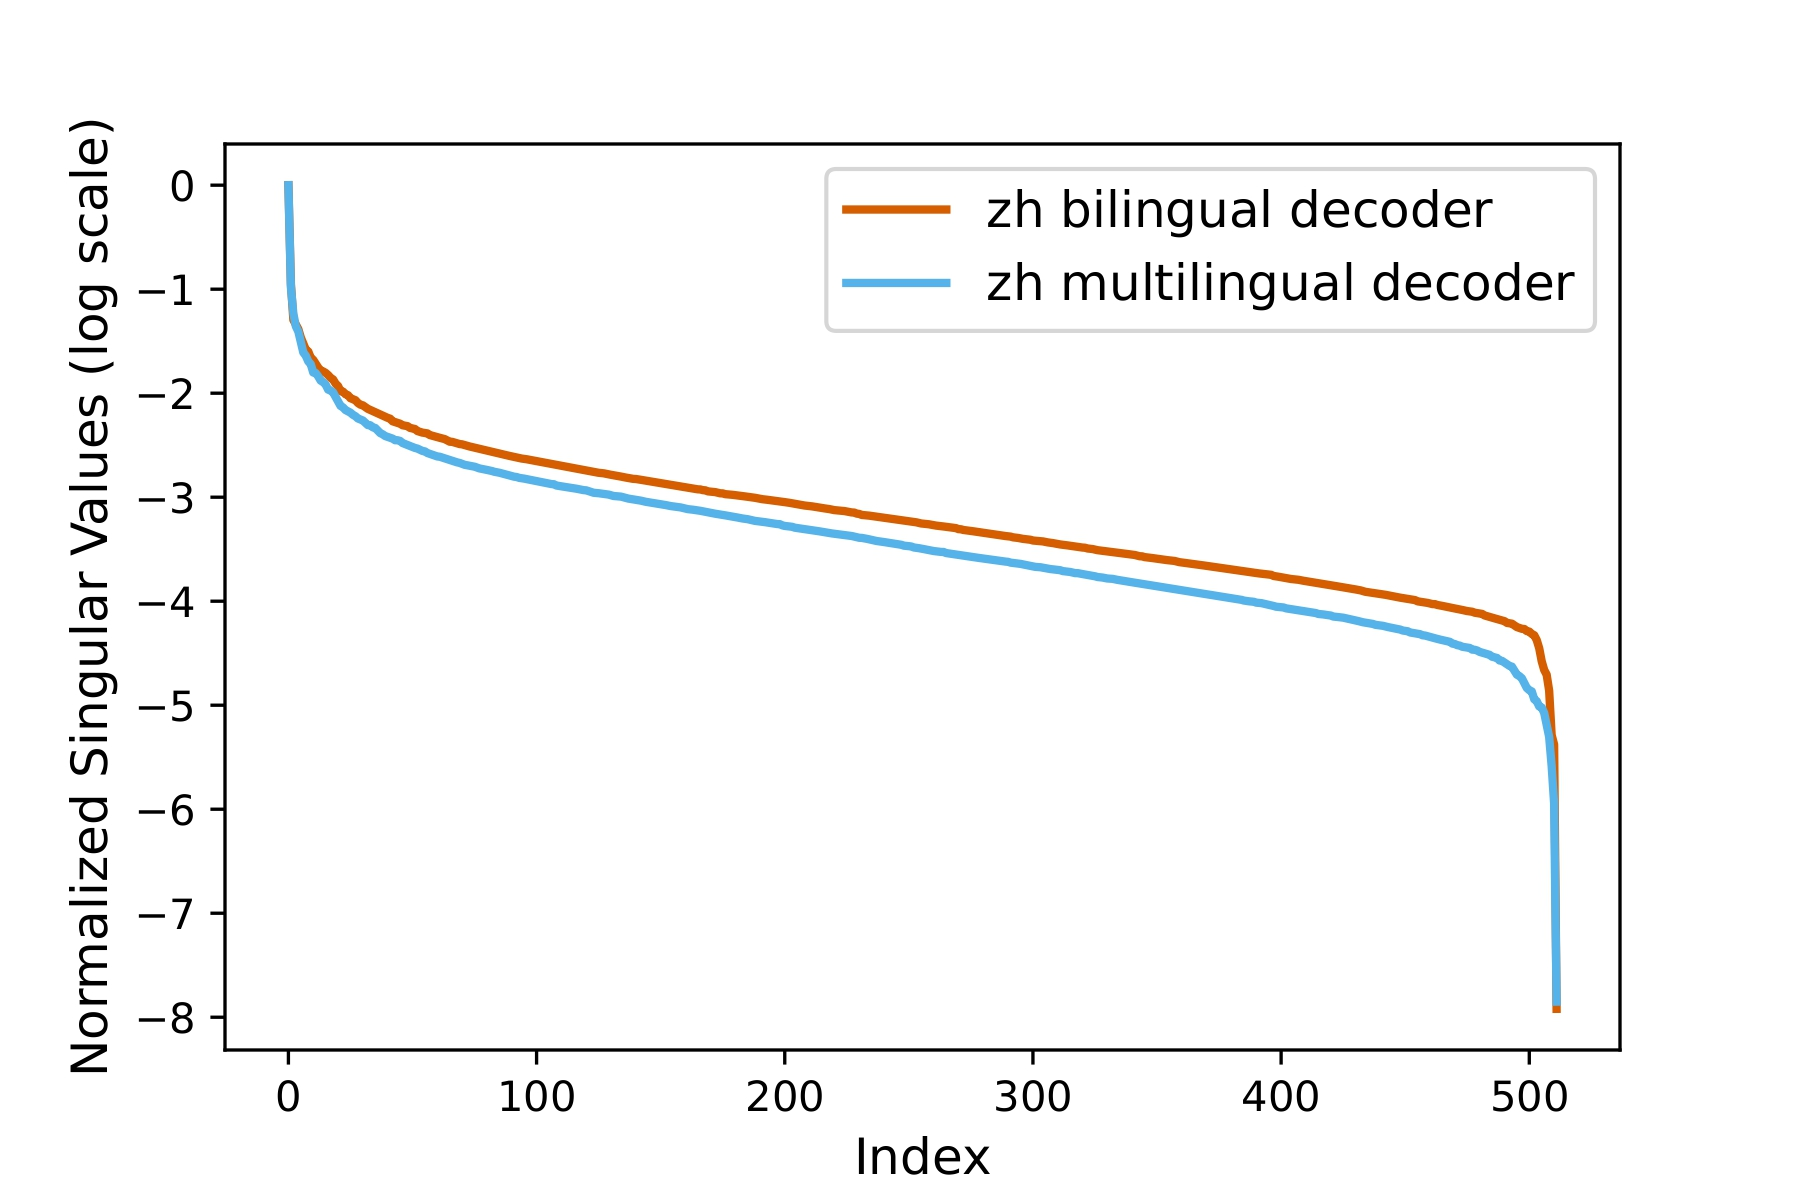 Normalized Singular Values (log scale)
0
−1
−2
−3
−4
−5
−6
−7
−8
zh bilingual decoder
zh multilingual decoder
0 100 200 300 400 500
Index